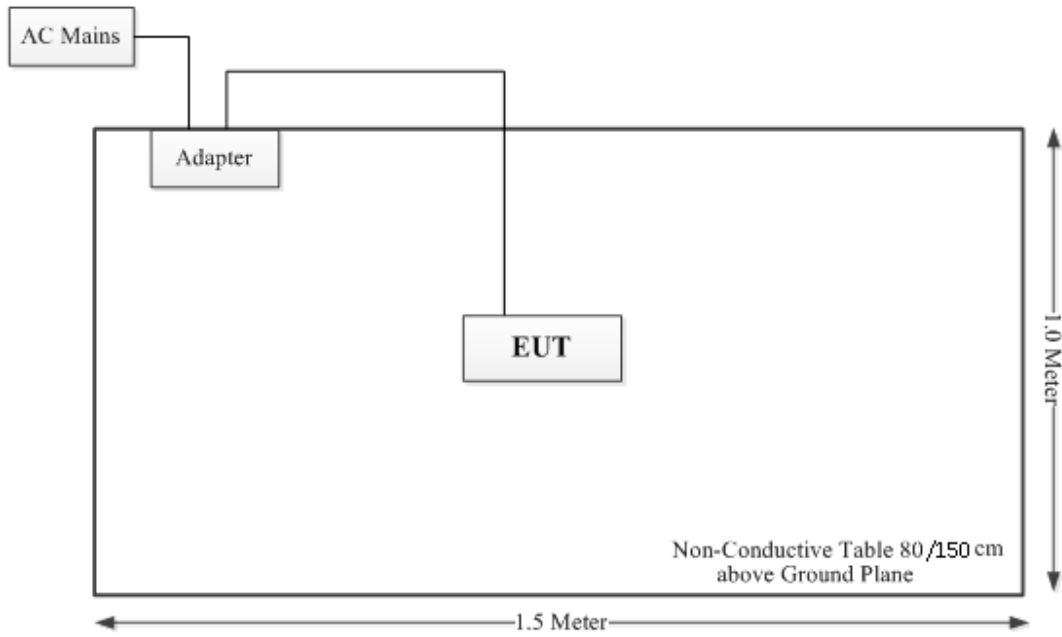 AC Mains
Adapter
EUT
1.0 Meter
Non-Conductive Table 80/150 cm
above Ground Plane
1.5 Meter